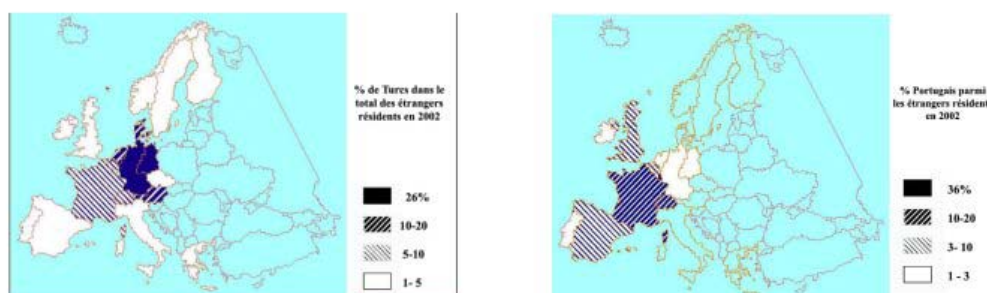 % de Turcs dans le
total des étrangers
résidents en 2002
26%
10-20
5-10
1- 5
% Portugais parmi
les étrangers résident
en 2002
36%
10-20
3- 10
1 - 3